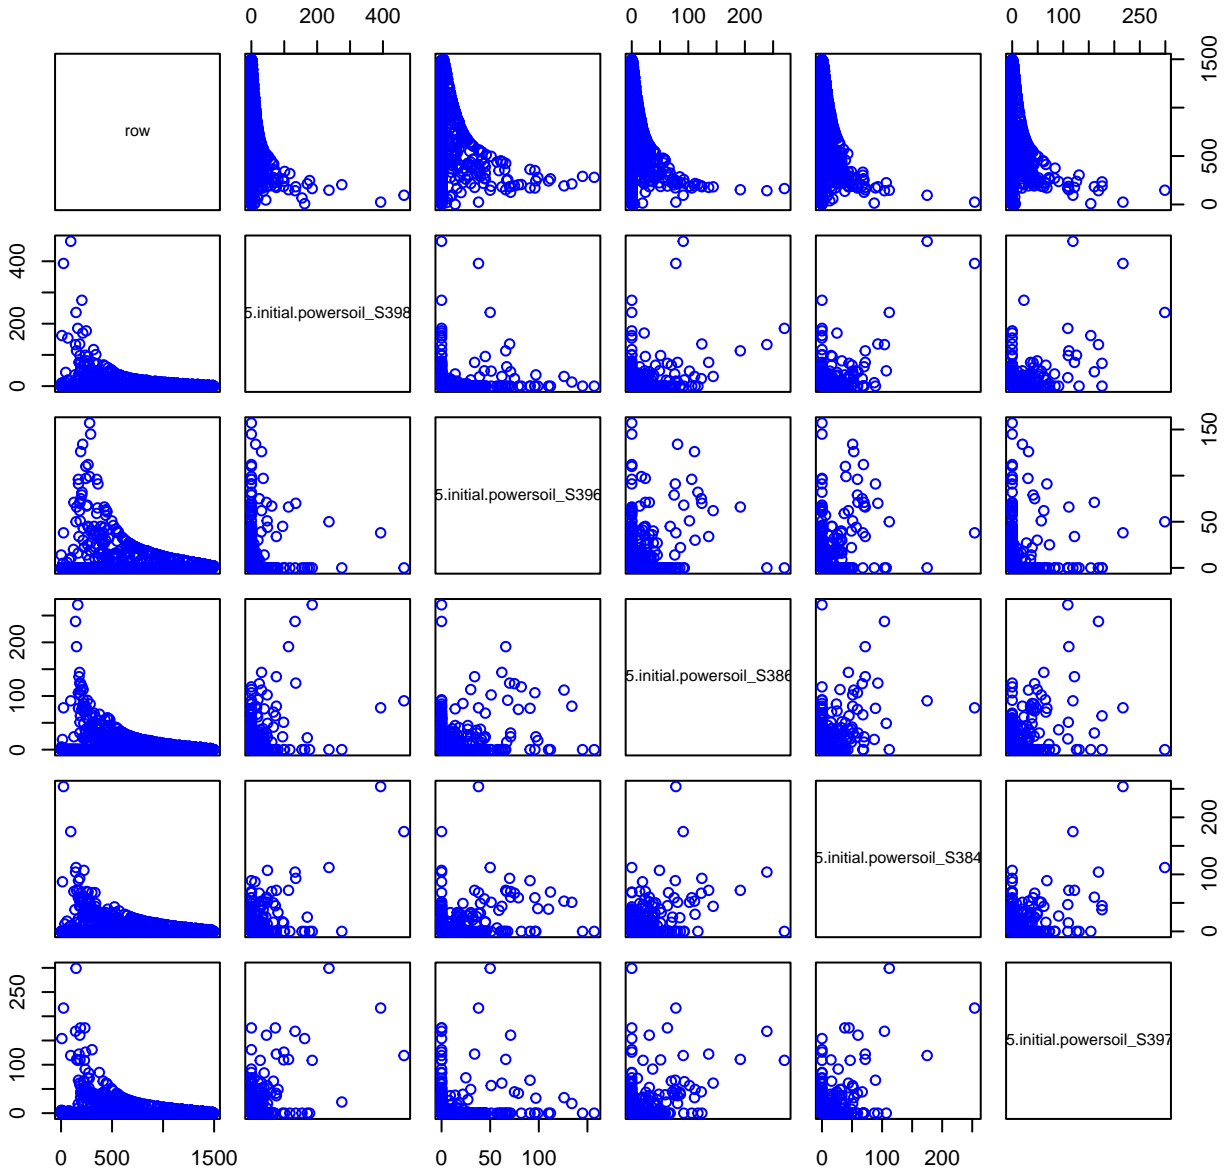 0 200 400 0 100 200 0 100 250
row
0 500 1500
0 200 400
5.initial.powersoil_S398
5.initial.powersoil_S396
0 50 150
0 100 200
5.initial.powersoil_S386
5.initial.powersoil_S384
0 100 200
0 100 250
5.initial.powersoil_S397
0 500 1500 0 50 100 0 100 200